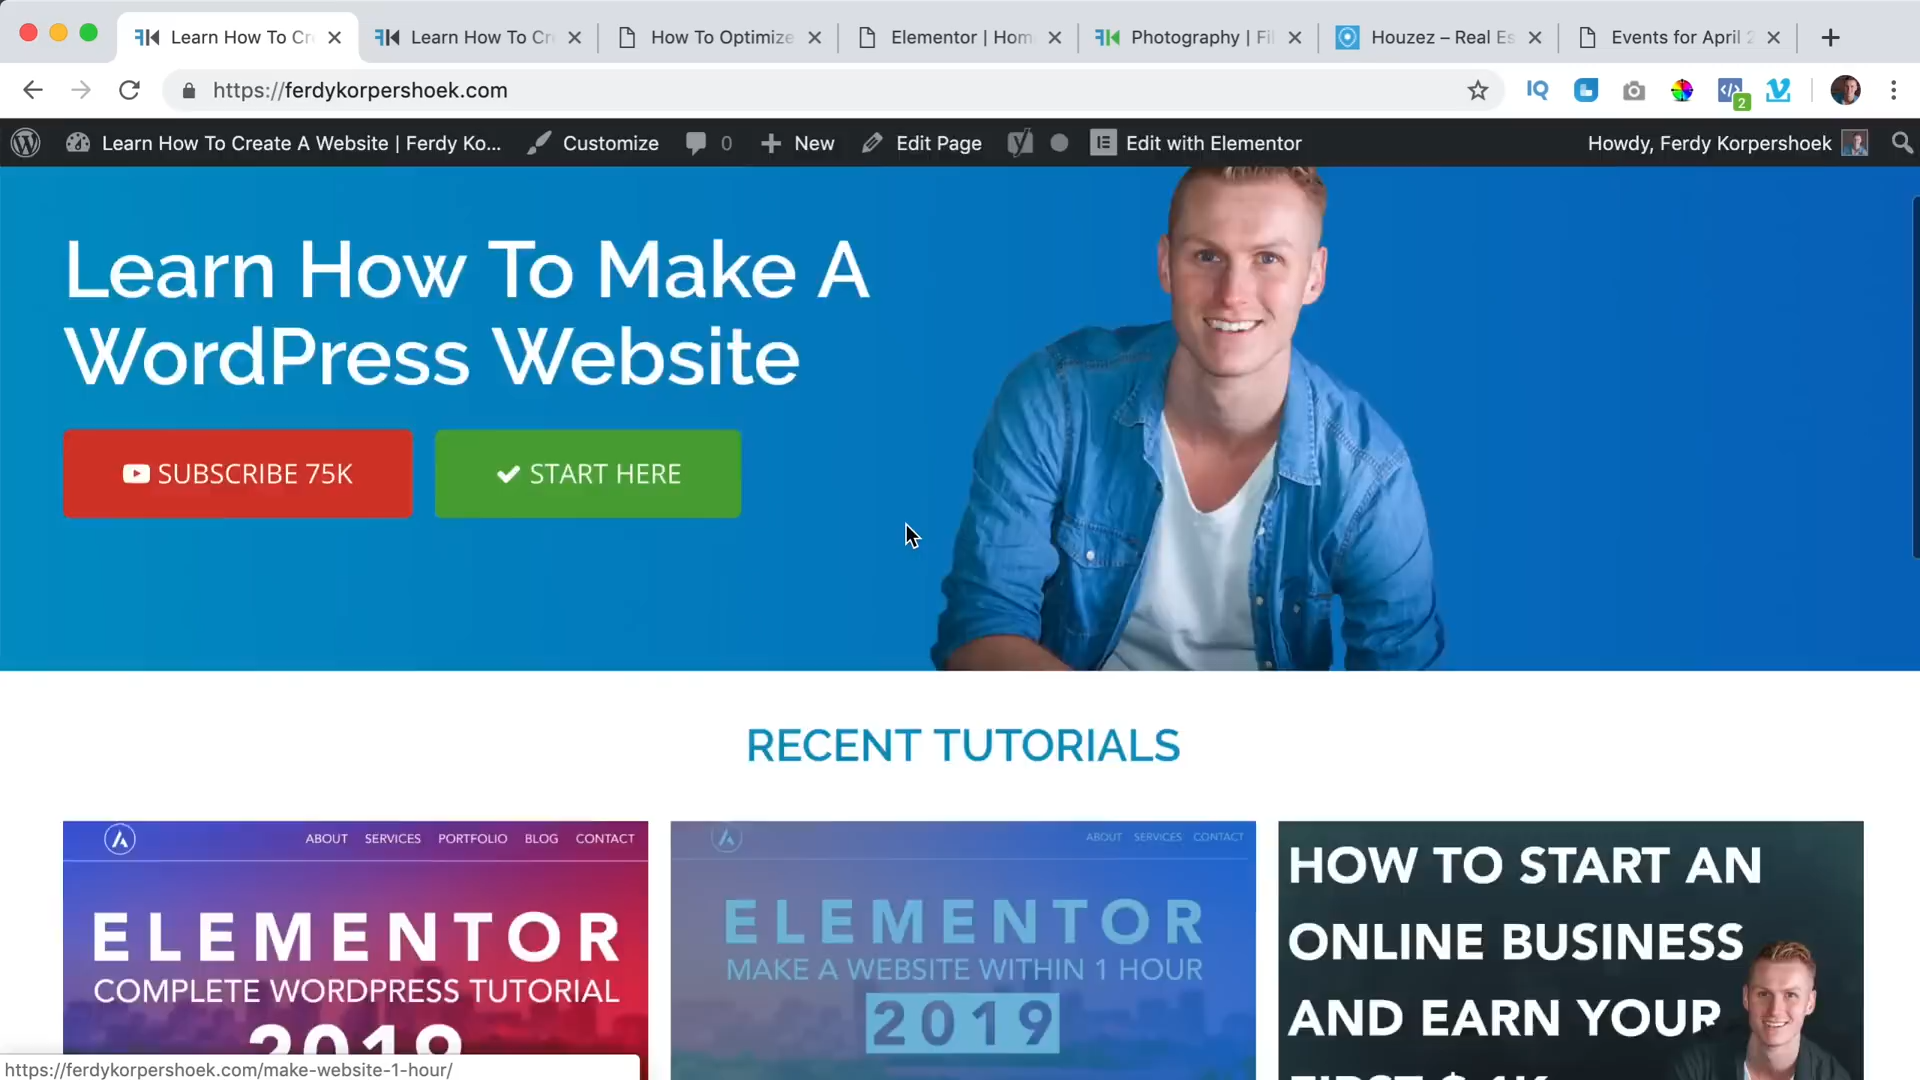 Learn How To Cr
Learn How To Cr
How To Optimize
Elementor | Hom
Photography | Fi
Houzez – Real Es
Events for April 2
https://ferdykorpershoek.com
IQ
2
Learn How To Create A Website | Ferdy Ko...
Customize
0
New
Edit Page
Edit with Elementor
Howdy, Ferdy Korpershoek
Learn How To Make A
WordPress Website
SUBSCRIBE 75K
START HERE
RECENT TUTORIALS
ABOUT SERVICES PORTFOLIO BLOG CONTACT
ELEMENTOR
COMPLETE WORDPRESS TUTORIAL
2019
ABOUT SERVICES CONTACT
ELEMENTOR
MAKE A WEBSITE WITHIN 1 HOUR
2019
HOW TO START AN
ONLINE BUSINESS
AND EARN YOUR
FIRST $ 1K
https://ferdykorpershoek.com/make-website-1-hour/